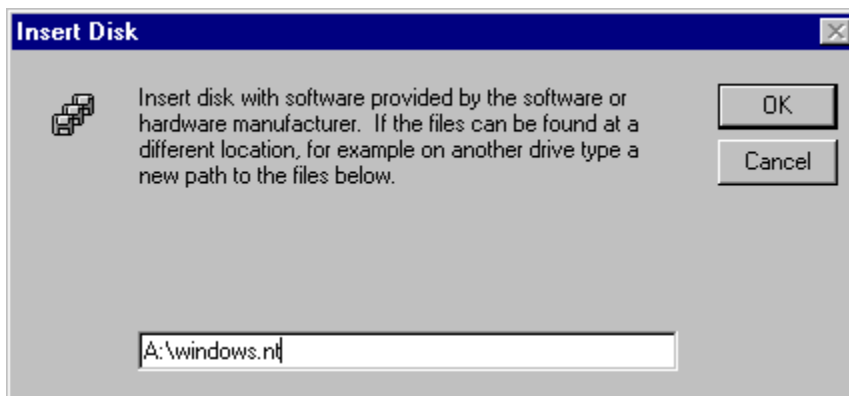 Insert Disk
Insert disk with software provided by the software or
hardware manufacturer.  If the files can be found at a
different location, for example on another drive type a
new path to the files below.
OK
Cancel
A:\windows.nt